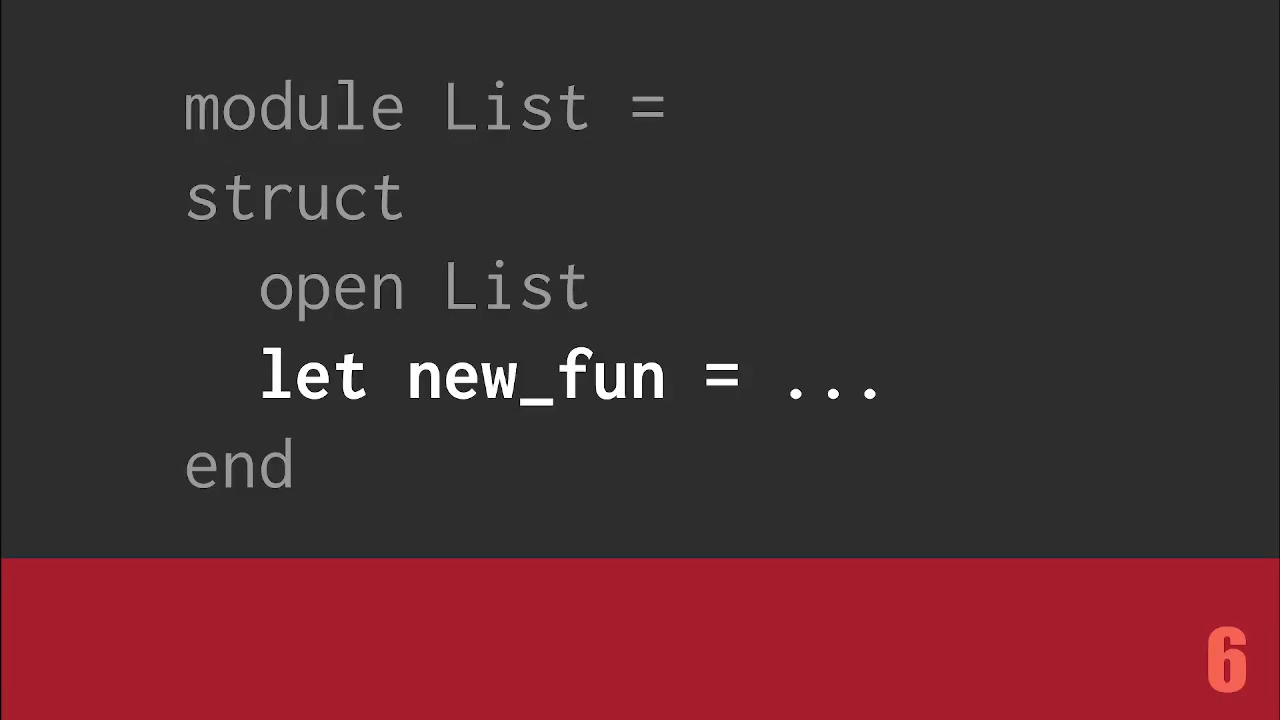 module List =
struct
  open List
  let new_fun = ...
end
6